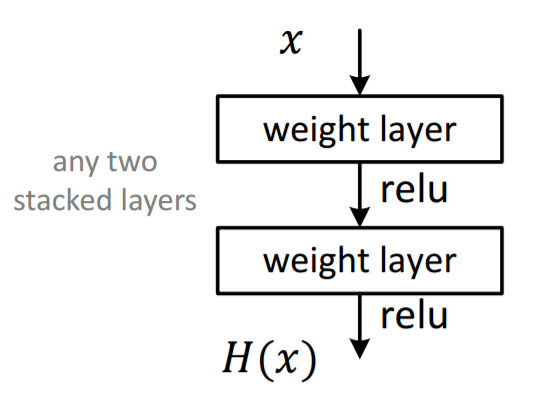 x
weight layer
any two
stacked layers
relu
weight layer
relu
H(x)